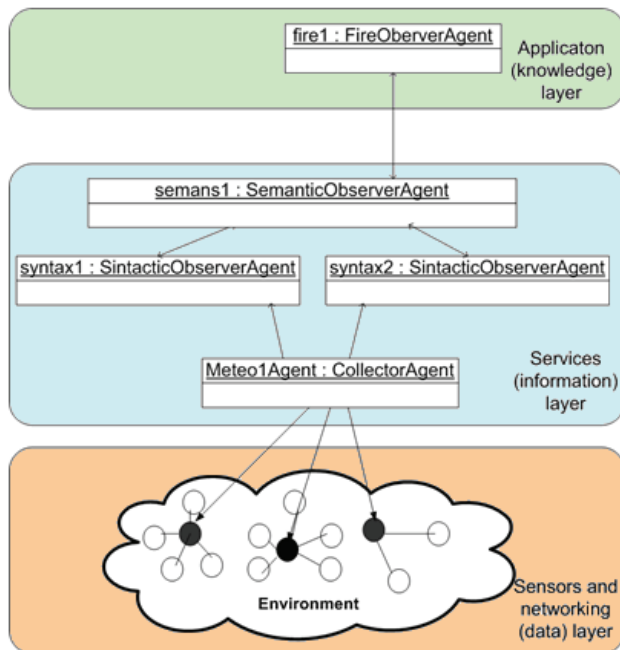 fire1 : FireOberverAgent
Applicaton
(knowledge)
layer
semans1 : SemanticObserverAgent
syntax1 : SintacticObserverAgent
syntax2 : SintacticObserverAgent
Meteo1Agent : CollectorAgent
Services
(information)
layer
Environment
Sensors and
networking
(data) layer